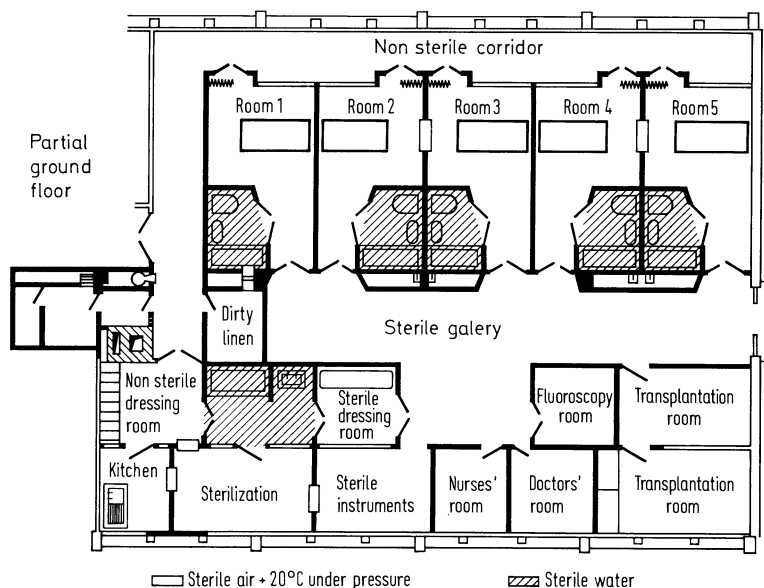 Non sterile corridor
Room 1
Room 2
Room 3
Room 4
Room 5
Partial
ground
floor
Dirty
linen
Sterile galery
Non sterile
dressing
room
Sterile
dressing
room
Fluoroscopy
room
Transplantation
room
Kitchen
Sterilization
Sterile
instruments
Nurses'
room
Doctors'
room
Transplantation
room
Sterile air + 20°C under pressure
Sterile water